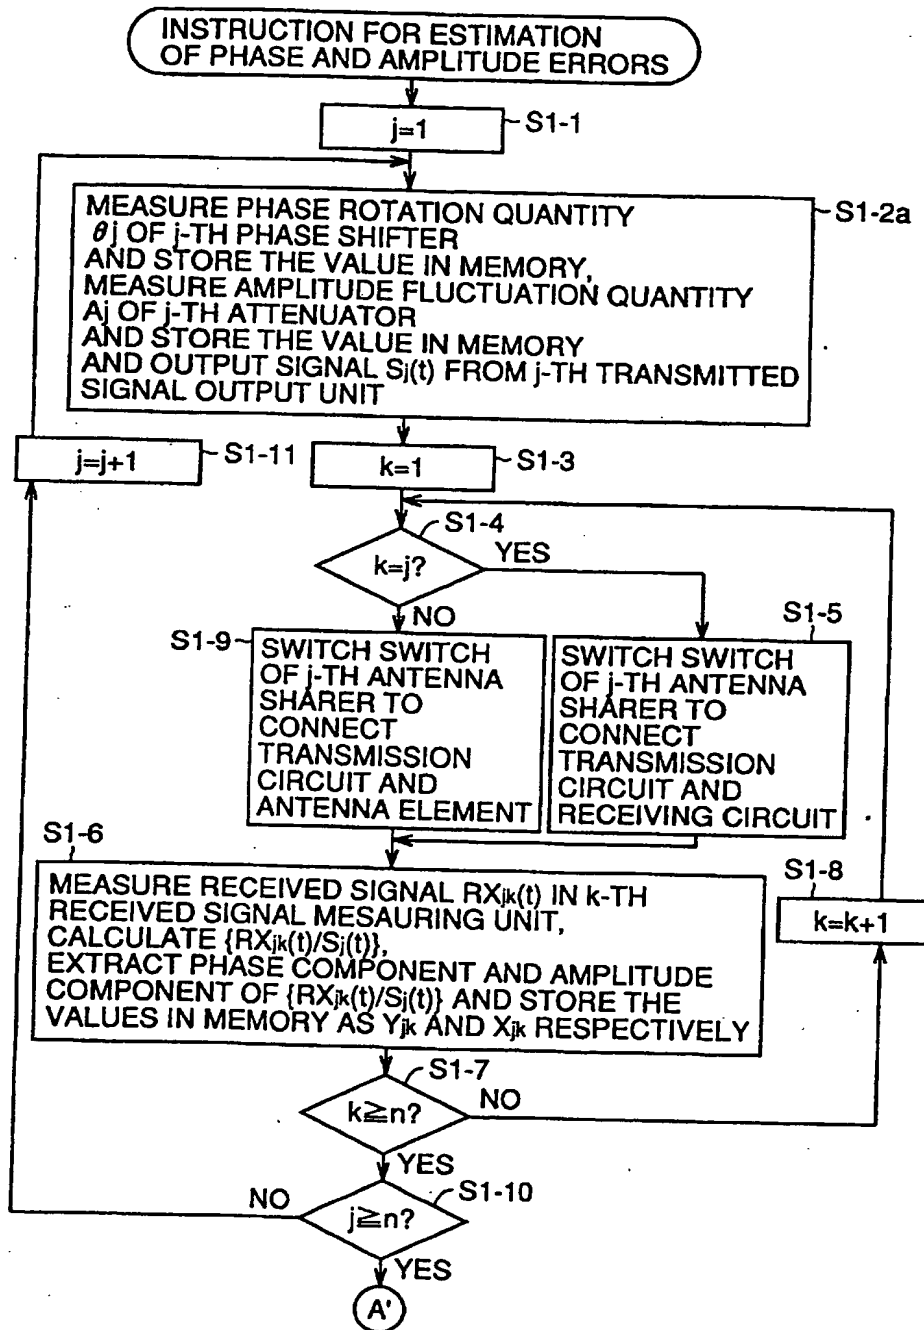 INSTRUCTION FOR ESTIMATION
OF PHASE AND AMPLITUDE ERRORS
j=1
S1-1
MEASURE PHASE ROTATION QUANTITY
θj OF j-TH PHASE SHIFTER
AND STORE THE VALUE IN MEMORY,
MEASURE AMPLITUDE FLUCTUATION QUANTITY
Aj OF j-TH ATTENUATOR
AND STORE THE VALUE IN MEMORY
AND OUTPUT SIGNAL Sj(t) FROM j-TH TRANSMITTED
SIGNAL OUTPUT UNIT
S1-2a
j=j+1
S1-11
k=1
S1-3
S1-4
k=j?
YES
NO
S1-9
SWITCH SWITCH
OF j-TH ANTENNA
SHARER TO
CONNECT
TRANSMISSION
CIRCUIT AND
ANTENNA ELEMENT
S1-5
SWITCH SWITCH
OF j-TH ANTENNA
SHARER TO
CONNECT
TRANSMISSION
CIRCUIT AND
RECEIVING CIRCUIT
S1-6
MEASURE RECEIVED SIGNAL RXjk(t) IN k-TH
RECEIVED SIGNAL MESAURING UNIT,
CALCULATE {RXjk(t)/Sj(t)},
EXTRACT PHASE COMPONENT AND AMPLITUDE
COMPONENT OF {RXjk(t)/Sj(t)} AND STORE THE
VALUES IN MEMORY AS Yjk AND Xjk RESPECTIVELY
S1-8
k=k+1
S1-7
k≧n?
NO
YES
S1-10
j≧n?
NO
YES
A'